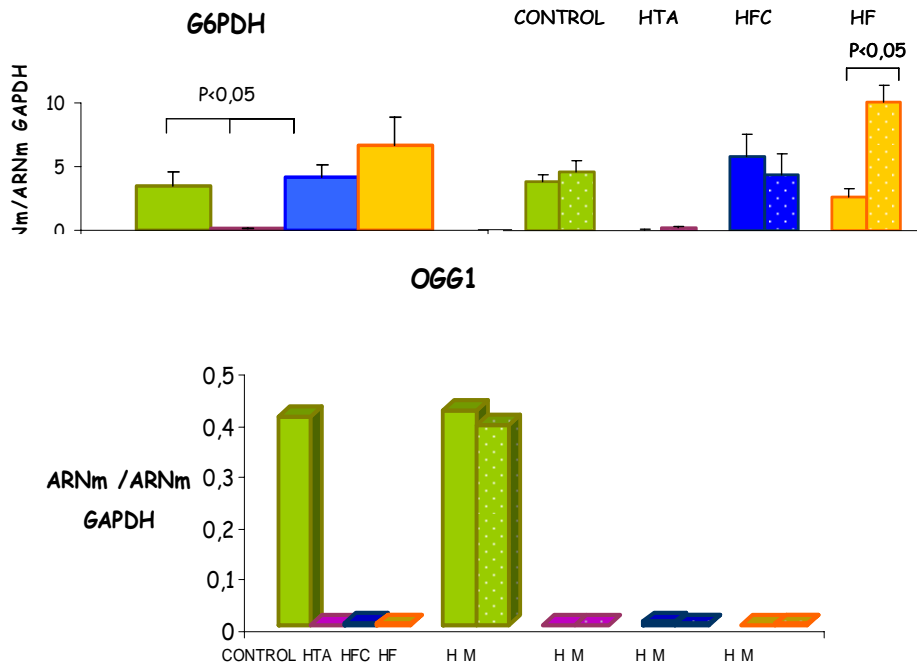 G6PDH
CONTROL HTA HFC HF
P<0,05
P<0,05
Nm/ARNm GAPDH
10
5
0
OGG1
0,5
0,4
0,3
0,2
0,1
0
ARNm /ARNm
GAPDH
CONTROL HTA HFC HF H M H M H M H M